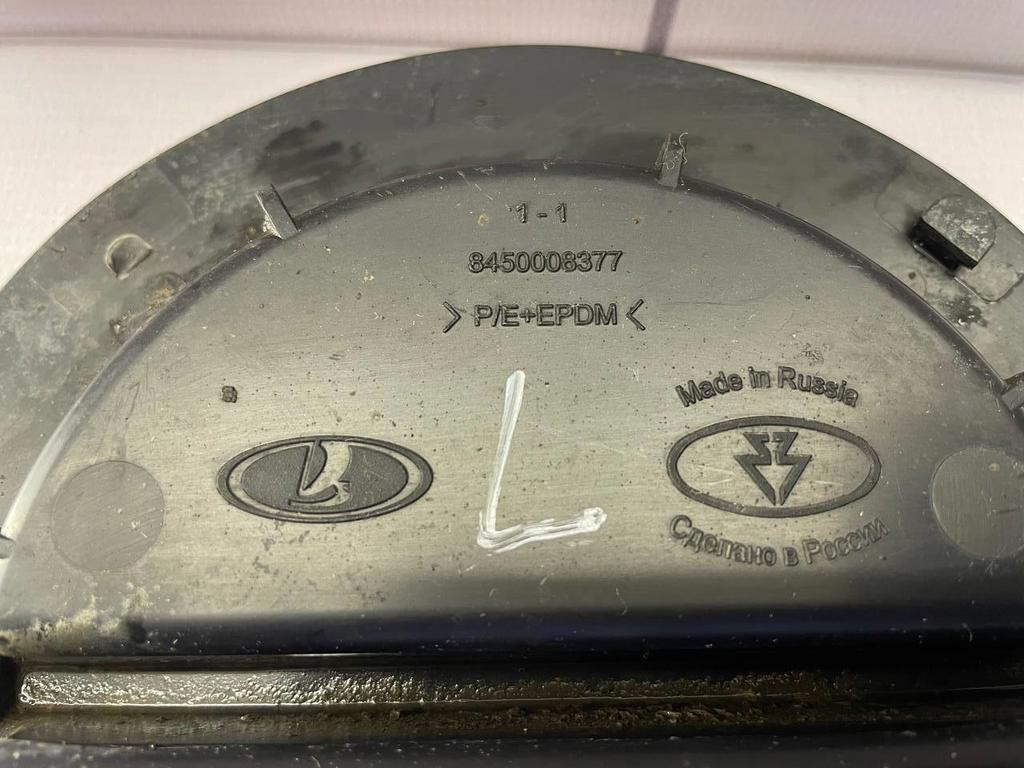 1 - 1
8450008377
> P/E+EPDM <
Made in Russia
L
Сделано в России